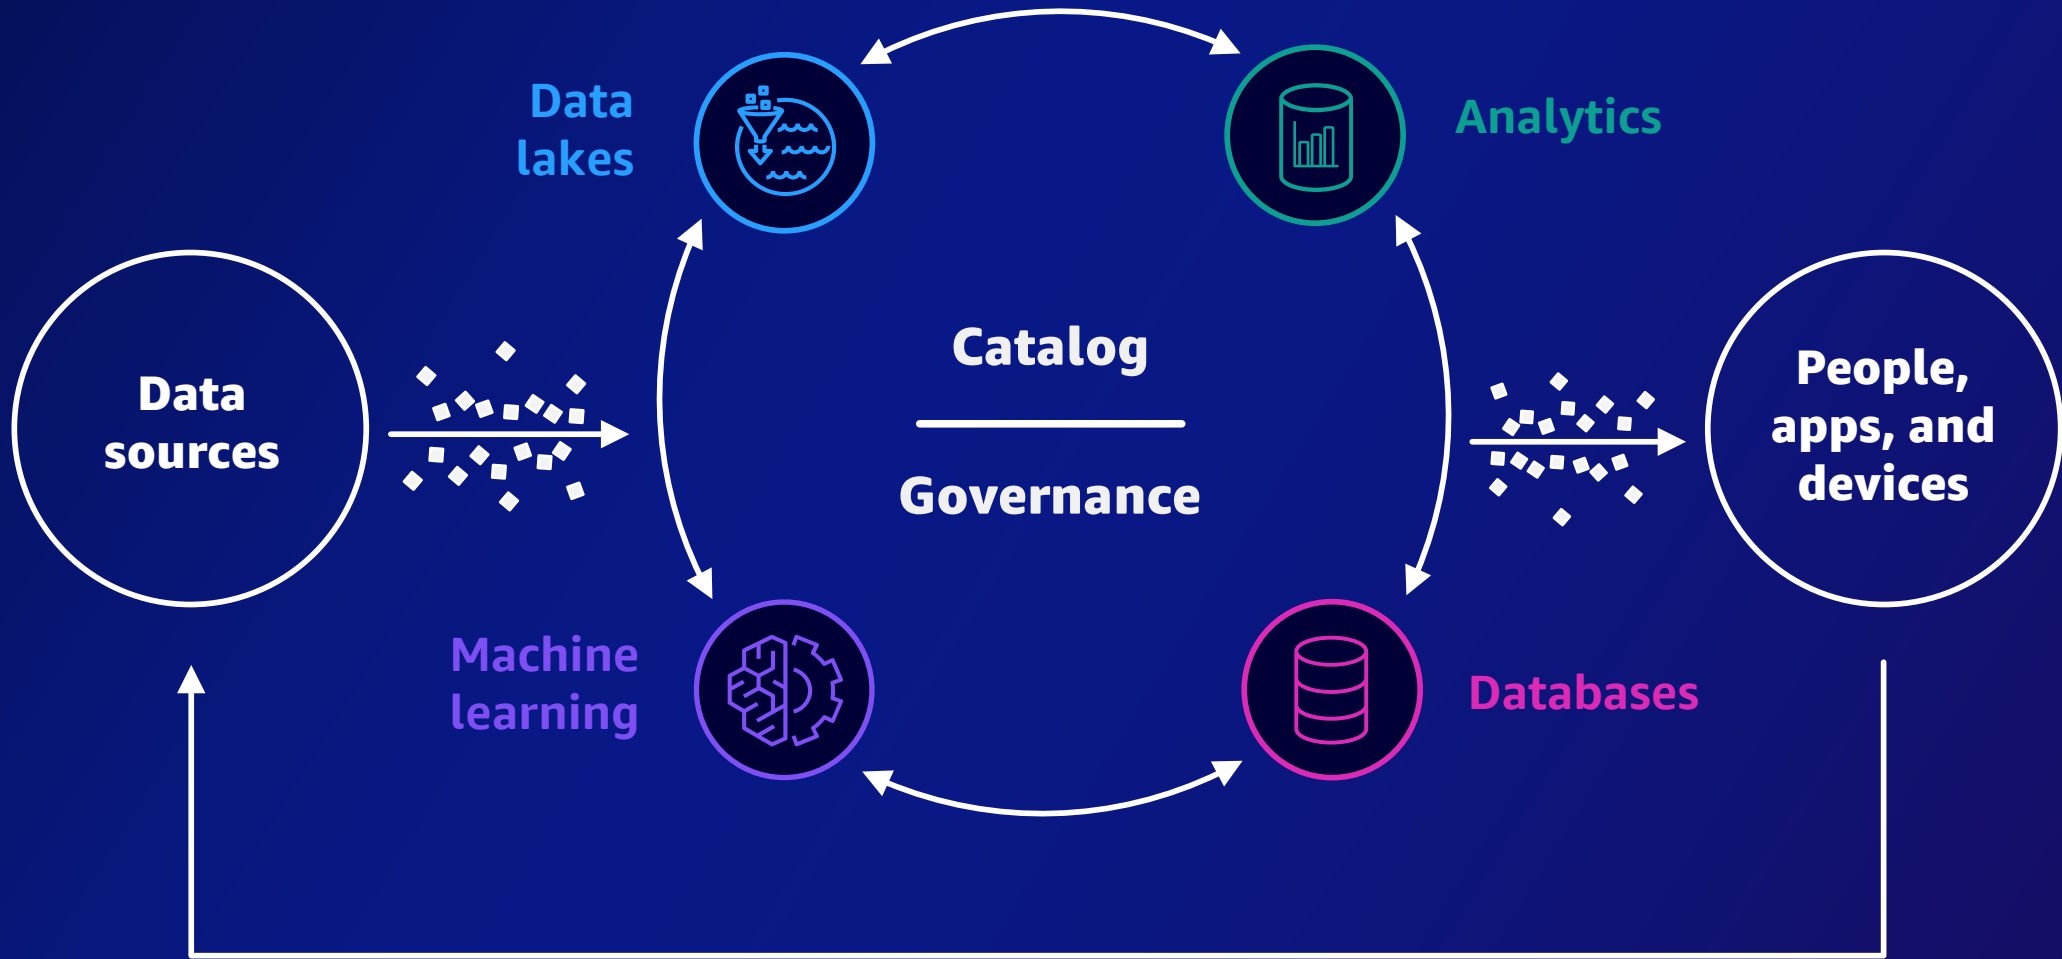 Data
lakes
Analytics
Data
sources
Catalog
Governance
People,
apps, and
devices
Machine
learning
Databases